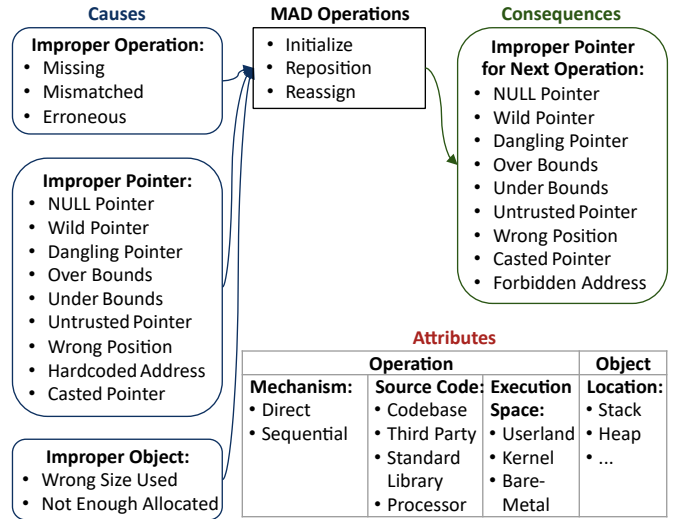 Causes
Improper Operation:
• Missing
• Mismatched
• Erroneous
Improper Pointer:
• NULL Pointer
• Wild Pointer
• Dangling Pointer
• Over Bounds
• Under Bounds
• Untrusted Pointer
• Wrong Position
• Hardcoded Address
• Casted Pointer
Improper Object:
• Wrong Size Used
• Not Enough Allocated
MAD Operations
• Initialize
• Reposition
• Reassign
Consequences
Improper Pointer
for Next Operation:
• NULL Pointer
• Wild Pointer
• Dangling Pointer
• Over Bounds
• Under Bounds
• Untrusted Pointer
• Wrong Position
• Casted Pointer
• Forbidden Address
Attributes
Operation
Mechanism:
• Direct
• Sequential
Source Code:
• Codebase
• Third Party
• Standard
Library
• Processor
Execution
Space:
• Userland
• Kernel
• Bare-
Metal
Object
Location:
• Stack
• Heap
• ...